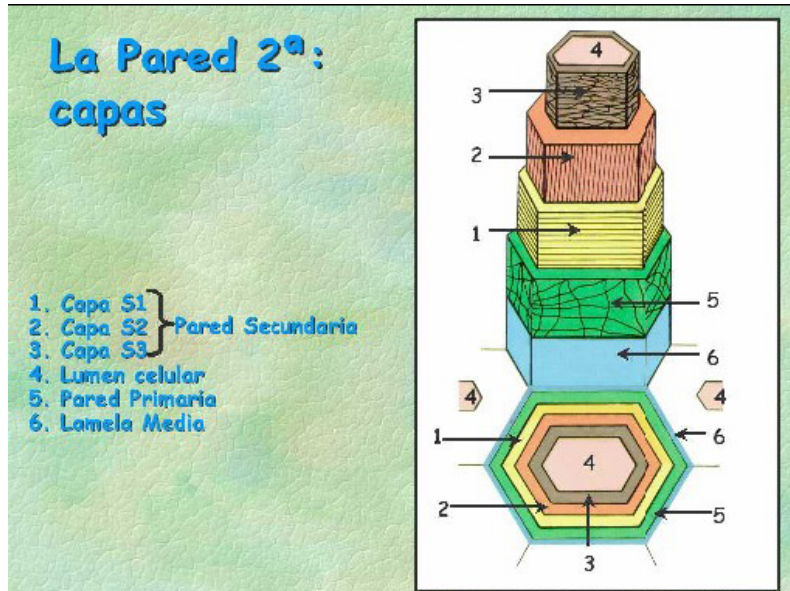 La Pared 2ª:
capas
1. Capa S1
2. Capa S2
3. Capa S3
Pared Secundaria
4. Lumen celular
5. Pared Primaria
6. Lamela Media
4
3
2
1
5
6
4
4
1
6
4
2
5
3